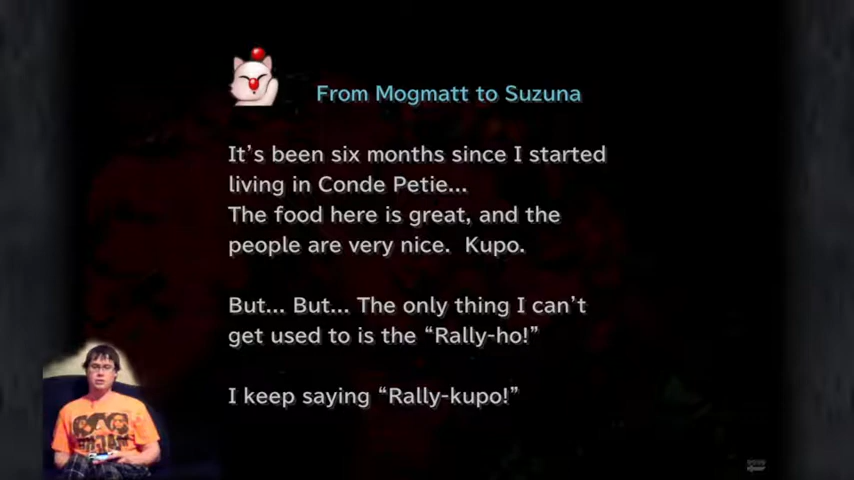 From Mogmatt to Suzuna
It's been six months since I started
living in Conde Petie...
The food here is great, and the
people are very nice.  Kupo.
But... But... The only thing I can't
get used to is the “Rally-ho!”
I keep saying “Rally-kupo!”